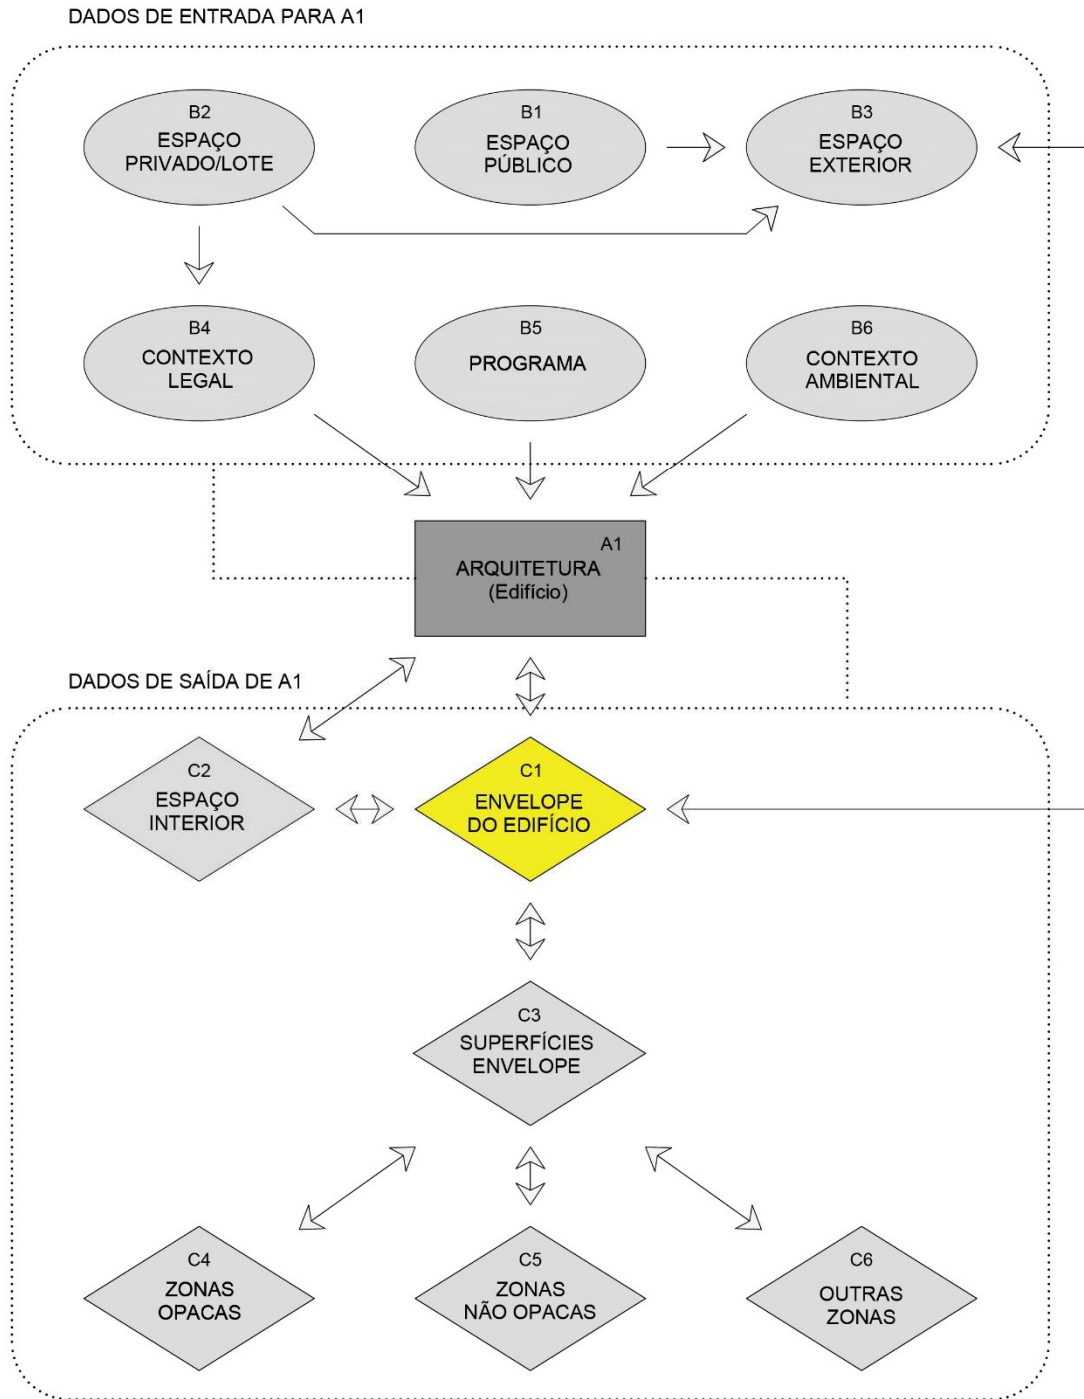 DADOS DE ENTRADA PARA A1
B2
ESPAÇO
PRIVADO/LOTE
B1
ESPAÇO
PÚBLICO
B3
ESPAÇO
EXTERIOR
B4
CONTEXTO
LEGAL
B5
PROGRAMA
B6
CONTEXTO
AMBIENTAL
A1
ARQUITETURA
(Edifício)
DADOS DE SAÍDA DE A1
C2
ESPAÇO
INTERIOR
C1
ENVELOPE
DO EDIFÍCIO
C3
SUPERFÍCIES
ENVELOPE
C4
ZONAS
OPACAS
C5
ZONAS
NÃO OPACAS
C6
OUTRAS
ZONAS